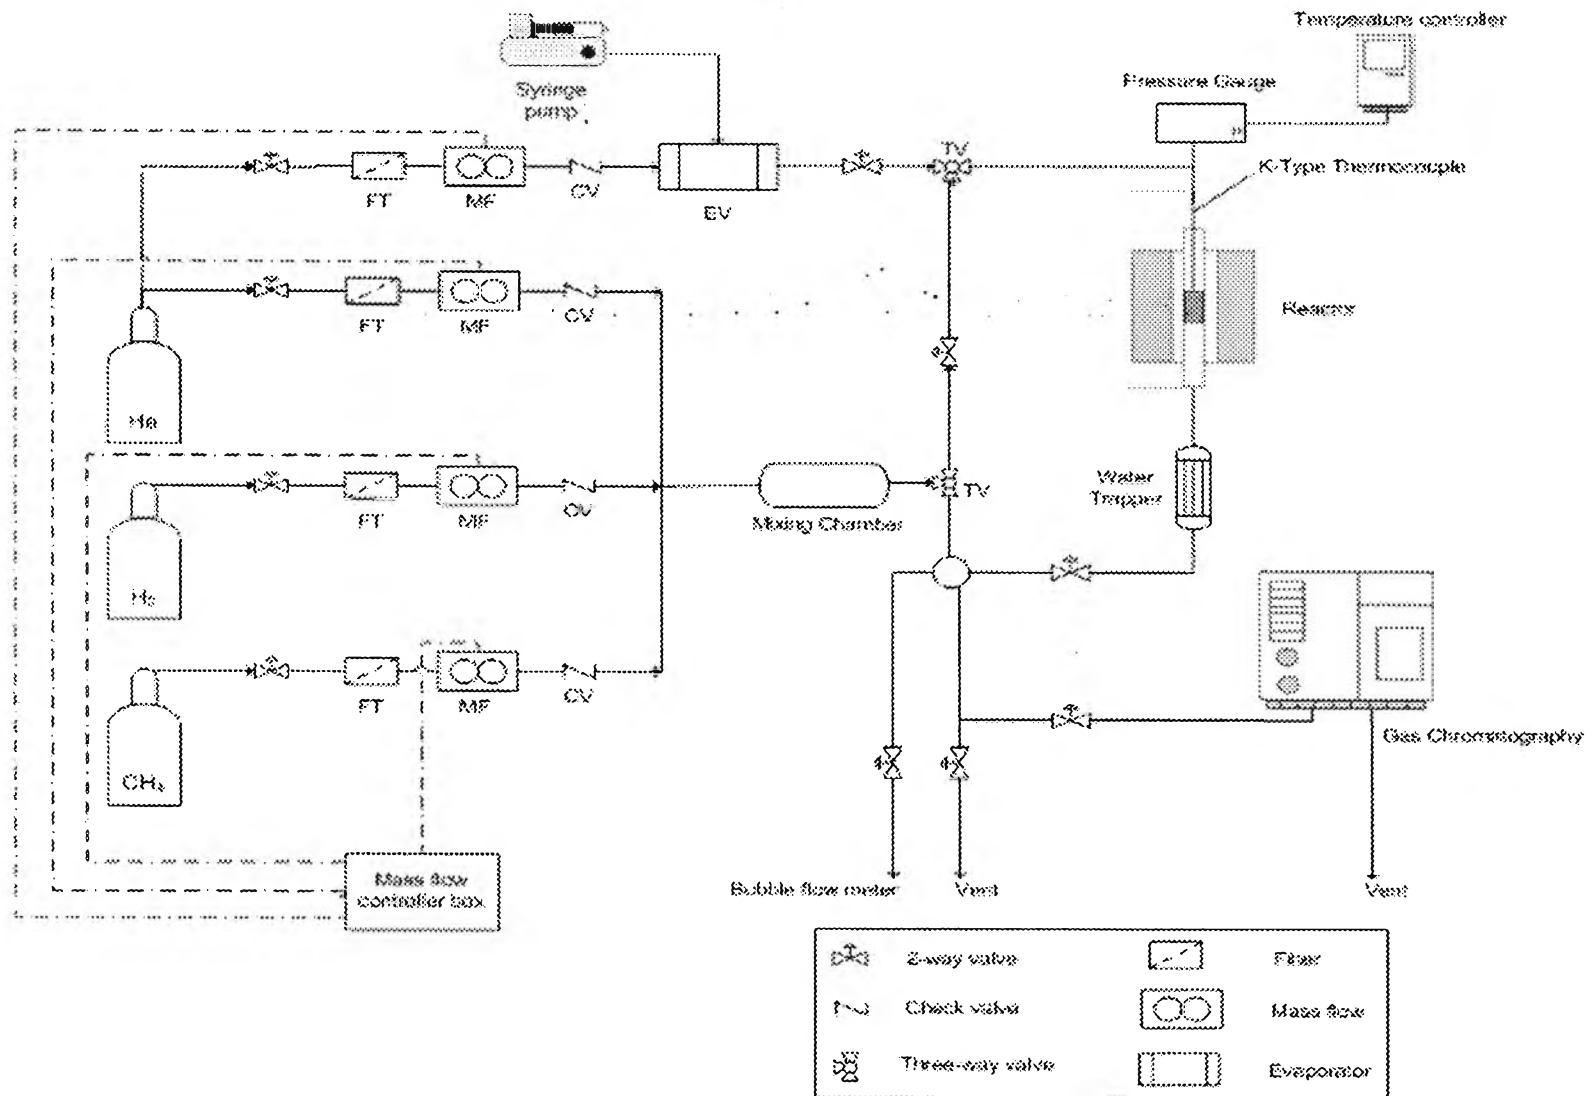 Temperature controller
Pressure Gauge
Syringe
pump
TV
K-Type Thermocouple
FT
MF
CV
EV
FT
MF
CV
Reactor
He
Water
Trapper
FT
MF
CV
TV
Mixing Chamber
H₂
FT
MF
CV
Gas Chromatography
CH₄
Mass flow
controller box
Bubble flow meter
Vent
Vent
2-way valve
Filter
Check valve
Mass flow
Three-way valve
Evaporator